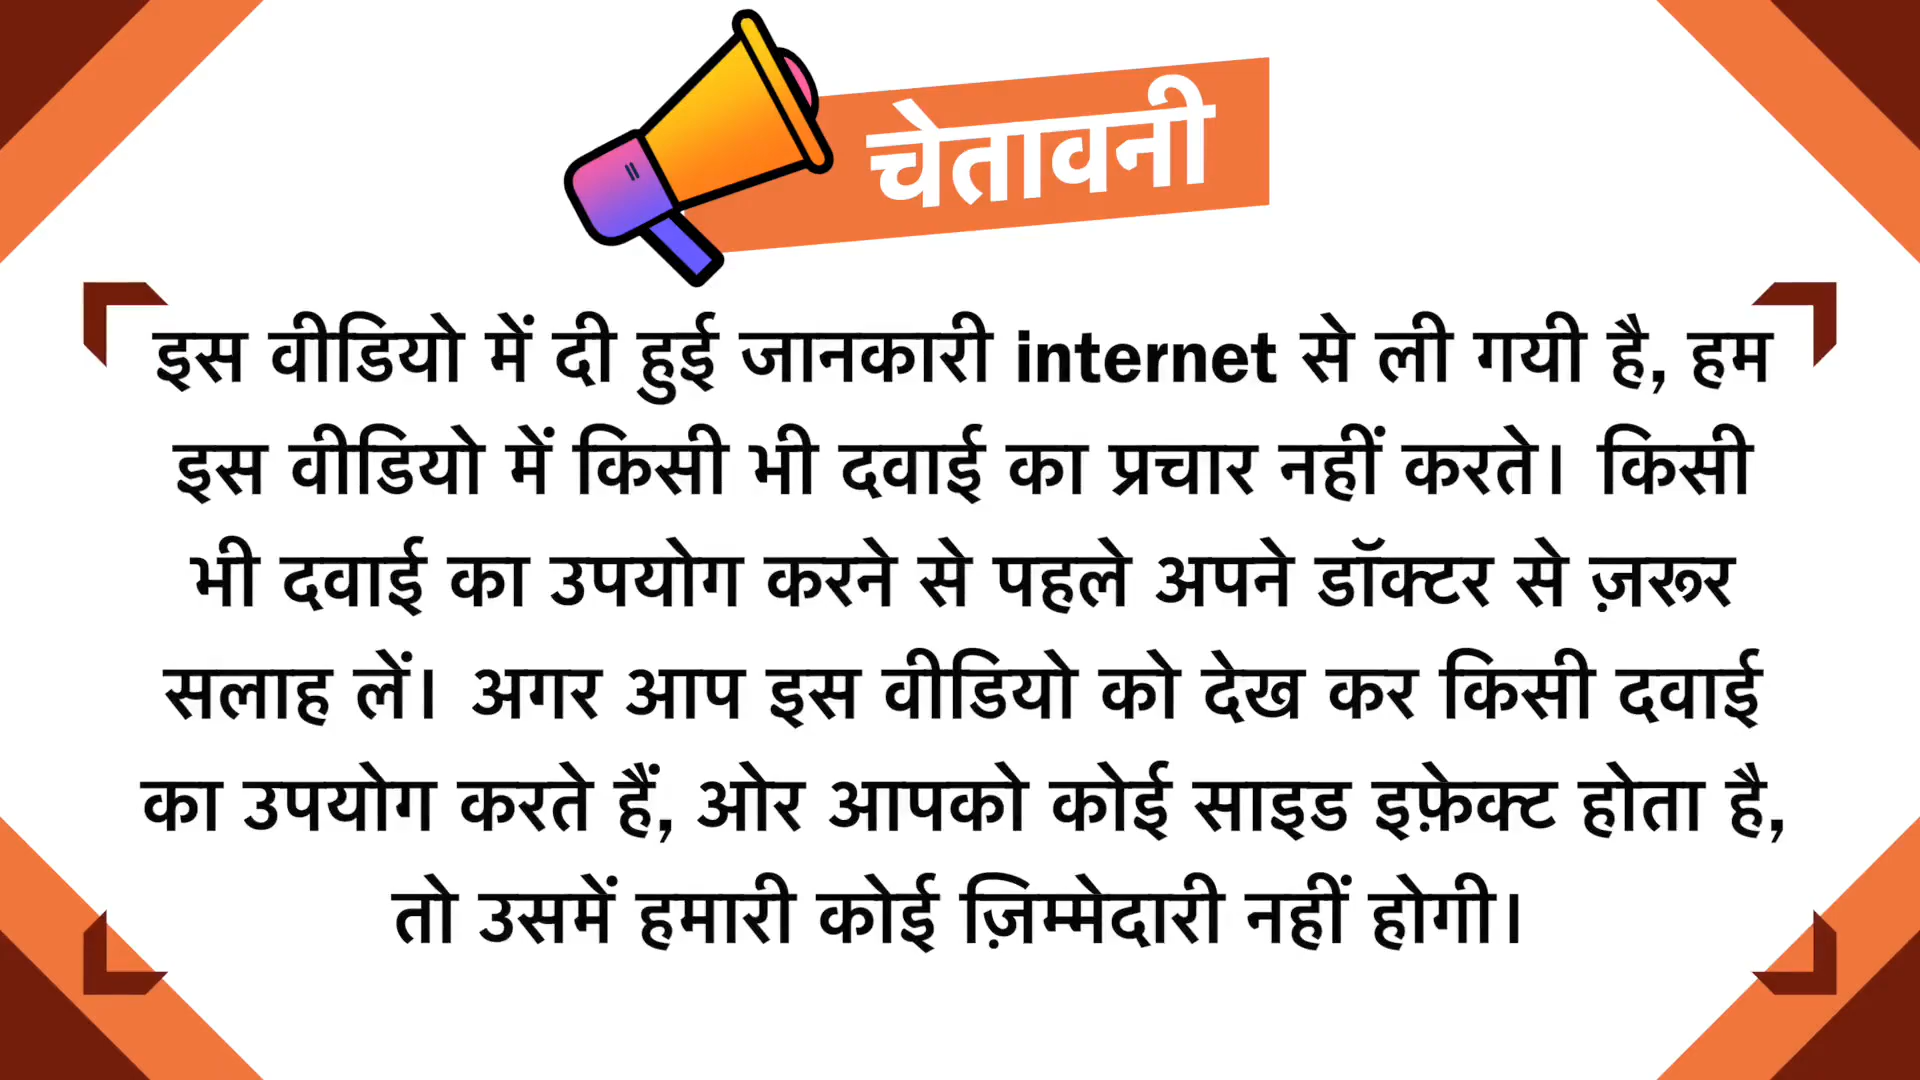 चेतावनी
इस वीडियो में दी हुई जानकारी internet से ली गयी है, हम
इस वीडियो में किसी भी दवाई का प्रचार नहीं करते। किसी
भी दवाई का उपयोग करने से पहले अपने डॉक्टर से ज़रूर
सलाह लें। अगर आप इस वीडियो को देख कर किसी दवाई
का उपयोग करते हैं, ओर आपको कोई साइड इफ़ेक्ट होता है,
तो उसमें हमारी कोई ज़िम्मेदारी नहीं होगी।